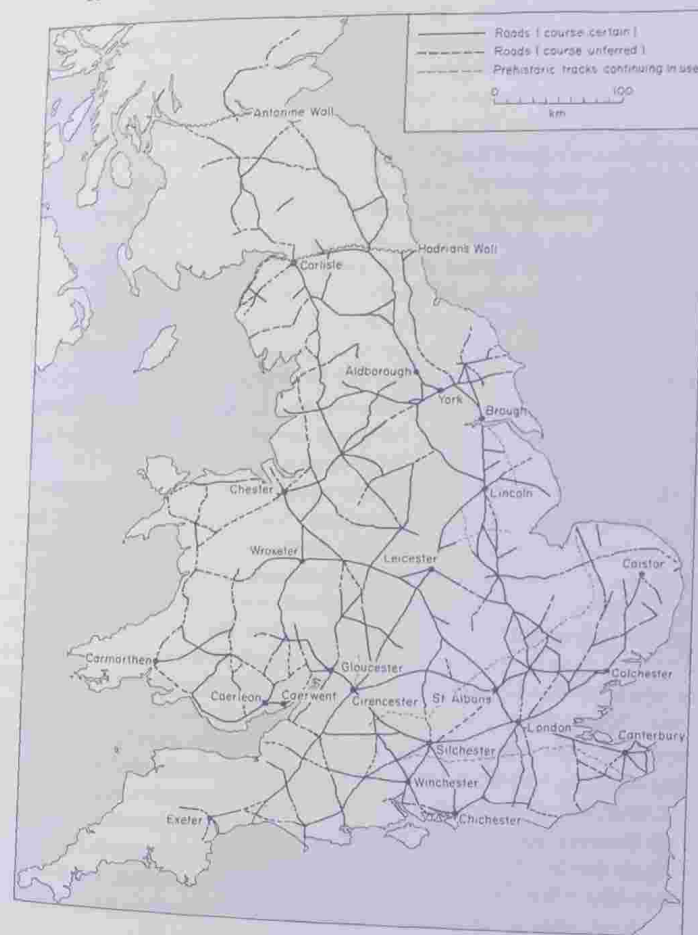 Roads ( course certain )
Roads ( course unferred )
Prehistoric tracks continuing in use
0 100
km
Antonine Wall
Hadrian's Wall
Carlisle
Aldborough
York
Brough
Chester
Lincoln
Wroxeter
Leicester
Caistor
Carmarthen
Gloucester
Colchester
Caerleon
Caerwent
Cirencester
St Albans
London
Canterbury
Silchester
Winchester
Exeter
Chichester